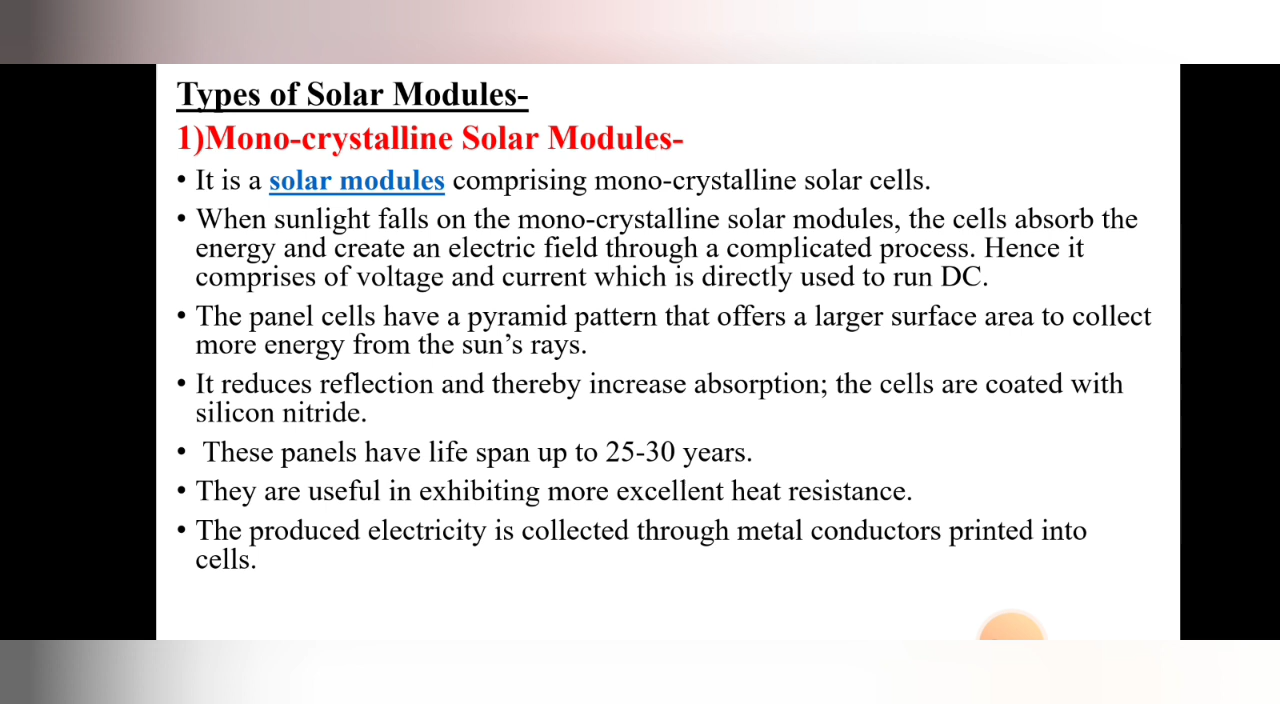 Types of Solar Modules-
1)Mono-crystalline Solar Modules-
• It is a solar modules comprising mono-crystalline solar cells.
• When sunlight falls on the mono-crystalline solar modules, the cells absorb the
energy and create an electric field through a complicated process. Hence it
comprises of voltage and current which is directly used to run DC.
• The panel cells have a pyramid pattern that offers a larger surface area to collect
more energy from the sun’s rays.
• It reduces reflection and thereby increase absorption; the cells are coated with
silicon nitride.
• These panels have life span up to 25-30 years.
• They are useful in exhibiting more excellent heat resistance.
• The produced electricity is collected through metal conductors printed into
cells.